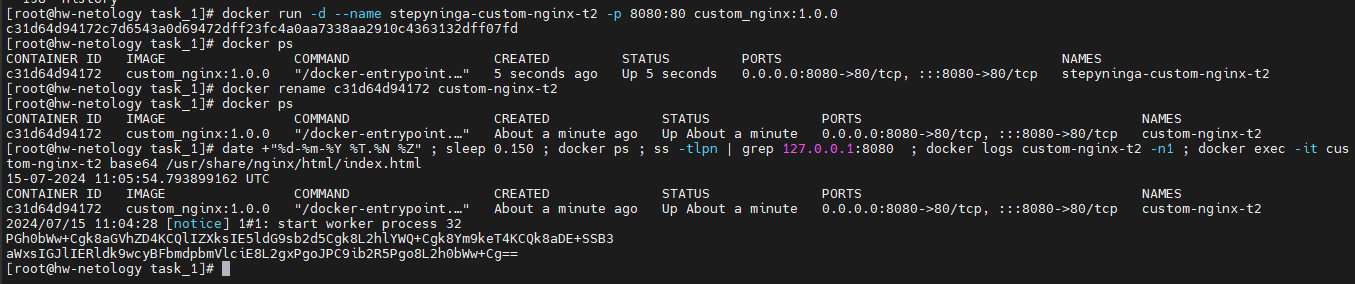 [root@hw-netology task_1]# docker run -d --name stepyninga-custom-nginx-t2 -p 8080:80 custom_nginx:1.0.0
c31d64d94172c7d6543a0d69472dff23fc4a0aa7338aa2910c4363132dff07fd
[root@hw-netology task_1]# docker ps
CONTAINER ID   IMAGE                COMMAND                  CREATED         STATUS         PORTS                                   NAMES
c31d64d94172   custom_nginx:1.0.0   "/docker-entrypoint.…"   5 seconds ago   Up 5 seconds   0.0.0.0:8080->80/tcp, :::8080->80/tcp   stepyninga-custom-nginx-t2
[root@hw-netology task_1]# docker rename c31d64d94172 custom-nginx-t2
[root@hw-netology task_1]# docker ps
CONTAINER ID   IMAGE                COMMAND                  CREATED              STATUS              PORTS                                   NAMES
c31d64d94172   custom_nginx:1.0.0   "/docker-entrypoint.…"   About a minute ago   Up About a minute   0.0.0.0:8080->80/tcp, :::8080->80/tcp   custom-nginx-t2
[root@hw-netology task_1]# date +"%d-%m-%Y %T.%N %Z" ; sleep 0.150 ; docker ps ; ss -tlpn | grep 127.0.0.1:8080  ; docker logs custom-nginx-t2 -n1 ; docker exec -it cus
tom-nginx-t2 base64 /usr/share/nginx/html/index.html
15-07-2024 11:05:54.793899162 UTC
CONTAINER ID   IMAGE                COMMAND                  CREATED              STATUS              PORTS                                   NAMES
c31d64d94172   custom_nginx:1.0.0   "/docker-entrypoint.…"   About a minute ago   Up About a minute   0.0.0.0:8080->80/tcp, :::8080->80/tcp   custom-nginx-t2
2024/07/15 11:04:28 [notice] 1#1: start worker process 32
PGh0bWw+Cgk8aGVhZD4KCQlIZXksIE5ldG9sb2d5Cgk8L2hlYWQ+Cgk8Ym9keT4KCQk8aDE+SSB3
aWxsIGJlIERldk9wcyBFbmdpbmVlciE8L2gxPgoJPC9ib2R5Pgo8L2h0bWw+Cg==
[root@hw-netology task_1]#